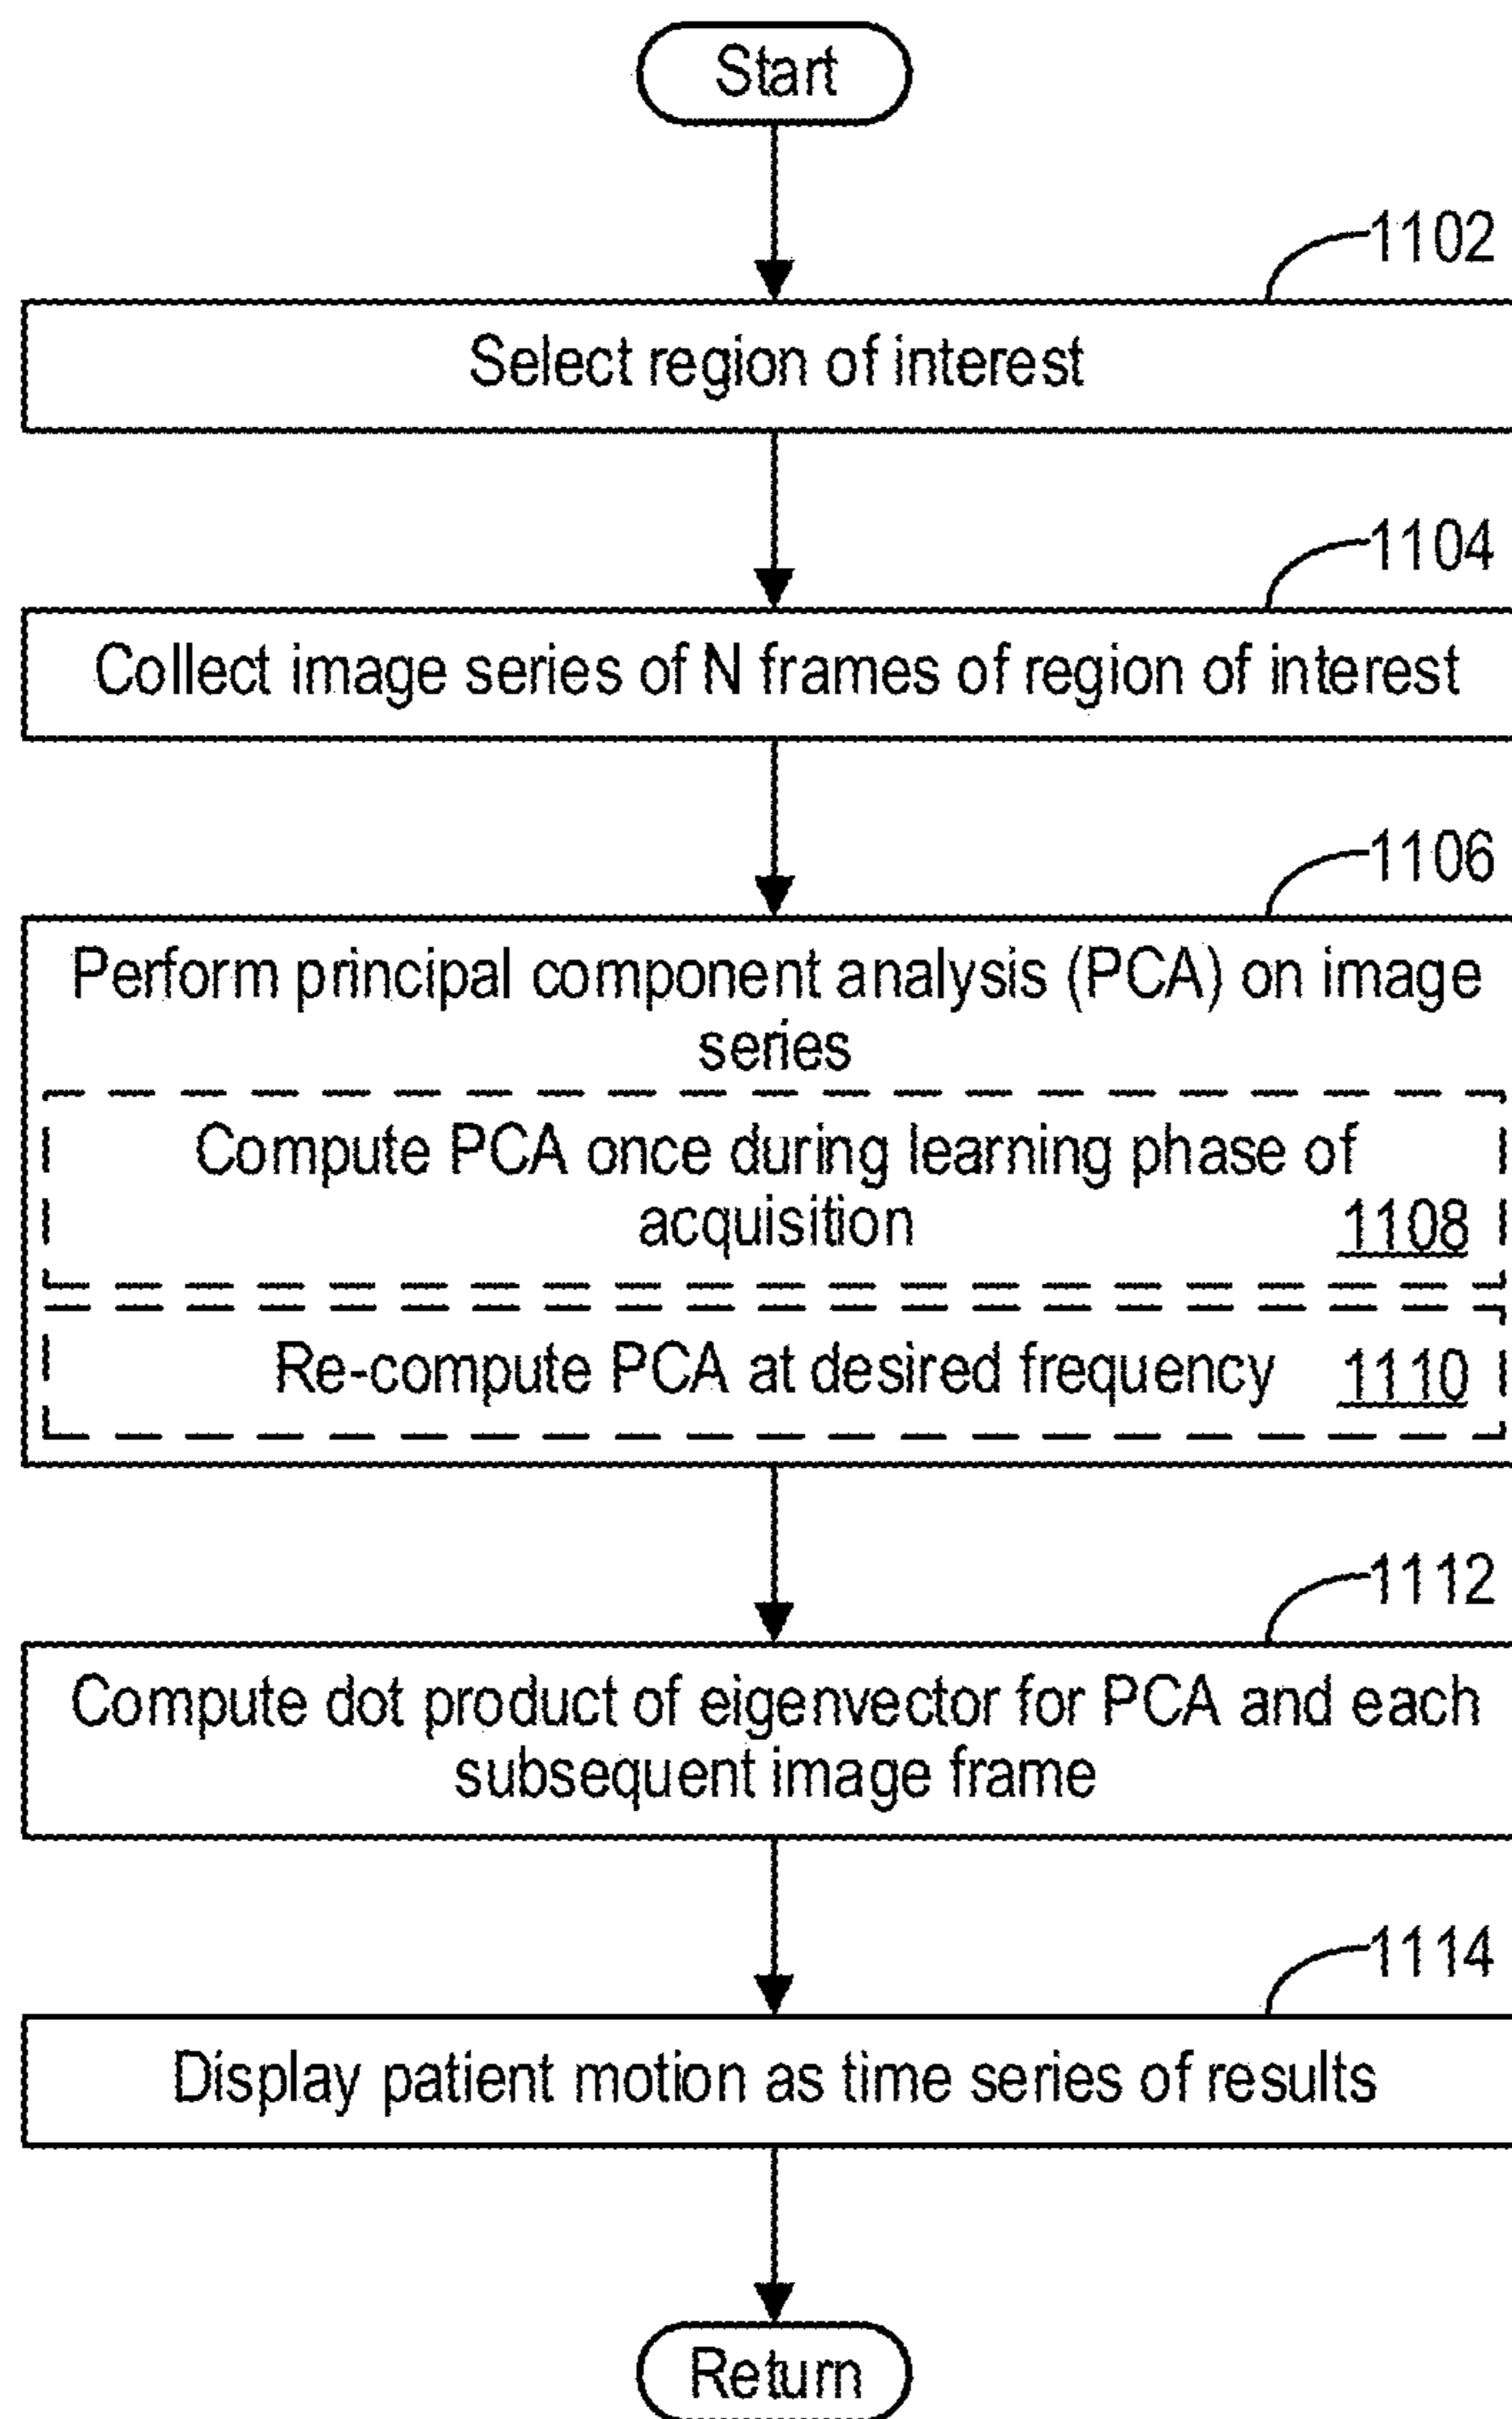 Start
1102
Select region of interest
1104
Collect image series of N frames of region of interest
1106
Perform principal component analysis (PCA) on image
series
Compute PCA once during learning phase of
acquisition 1108
Re-compute PCA at desired frequency 1110
1112
Compute dot product of eigenvector for PCA and each
subsequent image frame
1114
Display patient motion as time series of results
Return